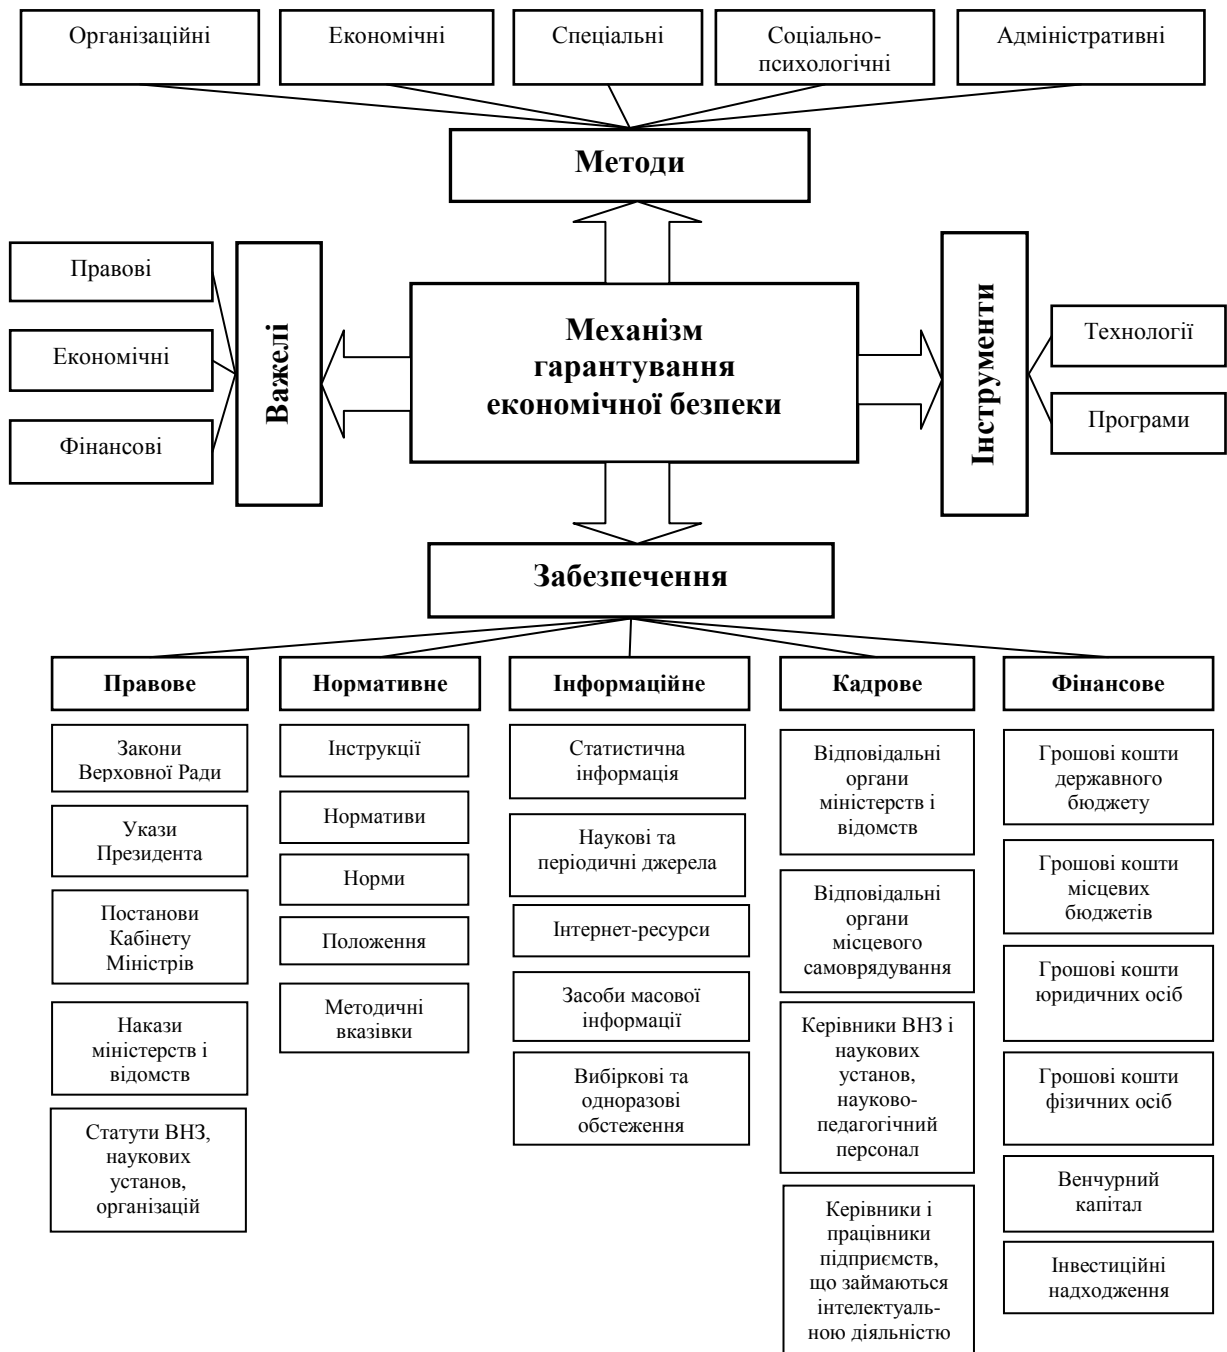 Організаційні
Економічні
Спеціальні
Соціально-
психологічні
Адміністративні
Методи
Правові
Економічні
Фінансові
Важелі
Механізм
гарантування
економічної безпеки
Інструменти
Технології
Програми
Забезпечення
Правове
Закони
Верховної Ради
Укази
Президента
Постанови
Кабінету
Міністрів
Накази
міністерств і
відомств
Статути ВНЗ,
наукових
установ,
організацій
Нормативне
Інструкції
Нормативи
Норми
Положення
Методичні
вказівки
Інформаційне
Статистична
інформація
Наукові та
періодичні джерела
Інтернет-ресурси
Засоби масової
інформації
Вибіркові та
одноразові
обстеження
Кадрове
Відповідальні
органи
міністерств і
відомств
Відповідальні
органи
місцевого
самоврядування
Керівники ВНЗ і
наукових
установ,
науково-
педагогічний
персонал
Керівники і
працівники
підприємств,
що займаються
інтелектуаль-
ною діяльністю
Фінансове
Грошові кошти
державного
бюджету
Грошові кошти
місцевих
бюджетів
Грошові кошти
юридичних осіб
Грошові кошти
фізичних осіб
Венчурний
капітал
Інвестиційні
надходження